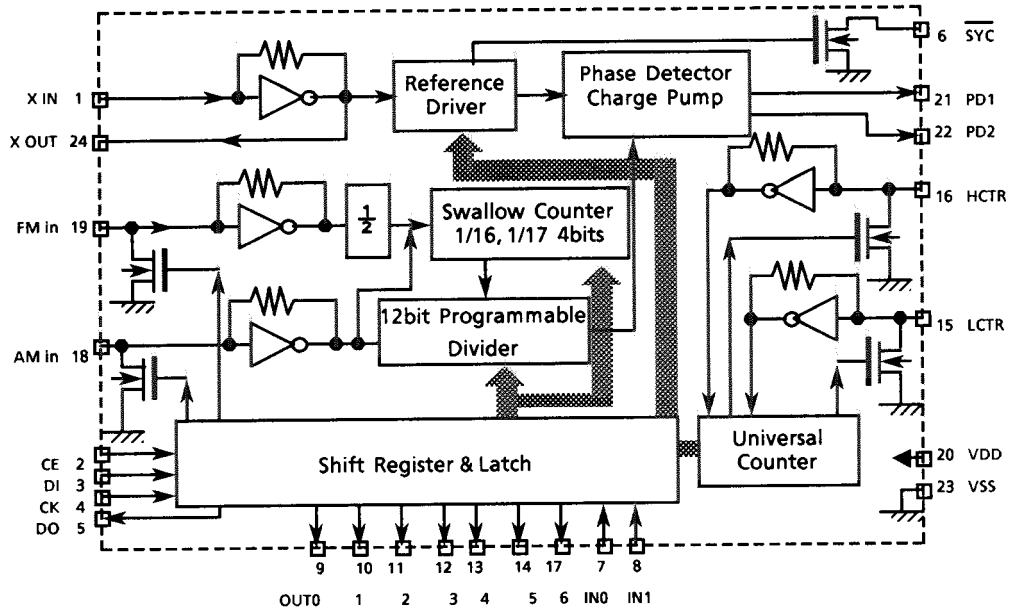 6 SYC
X IN 1
Reference
Driver
Phase Detector
Charge Pump
21 PD1
X OUT 24
22 PD2
16 HCTR
FM in 19
1/2
Swallow Counter
1/16, 1/17 4bits
15 LCTR
AM in 18
12bit Programmable
Divider
CE 2
DI 3
CK 4
DO 5
Shift Register & Latch
Universal
Counter
20 VDD
23 VSS
9 10 11 12 13 14 17 7 8
OUT0 1 2 3 4 5 6 IN0 IN1